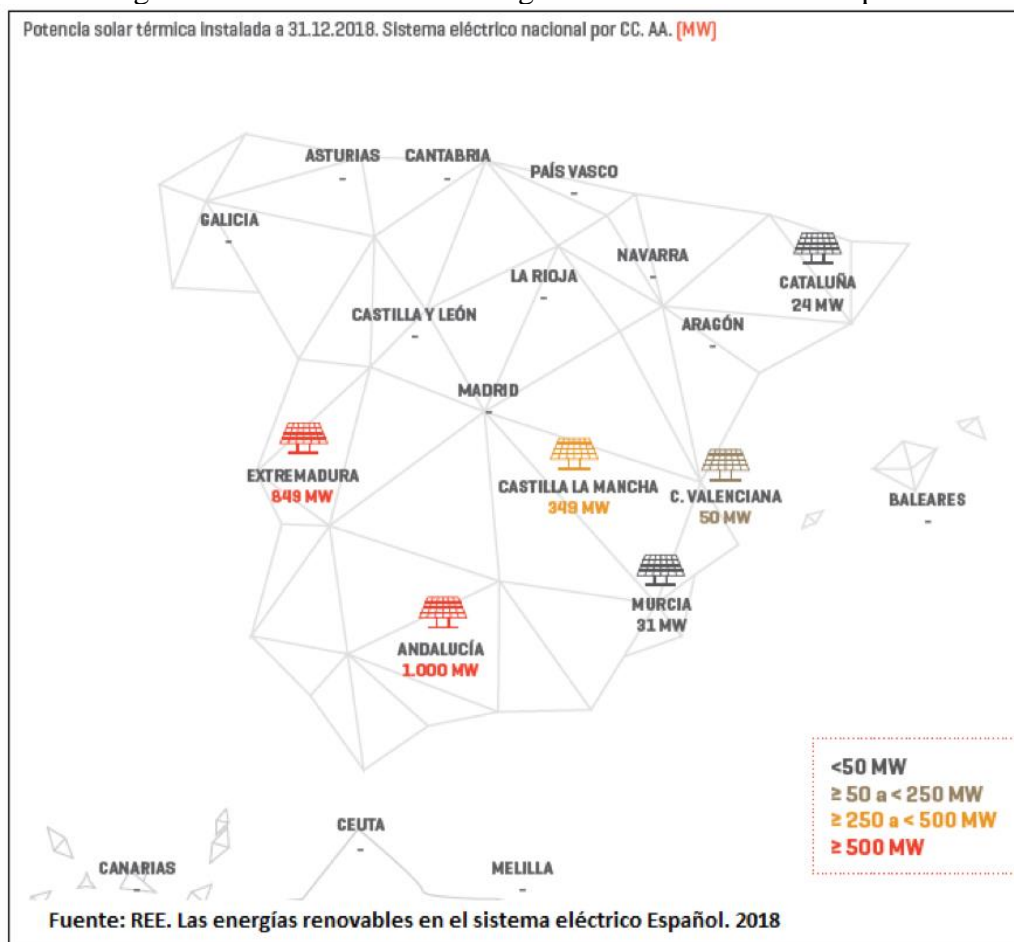 Potencia solar térmica instalada a 31.12.2018. Sistema eléctrico nacional por CC. AA. [MW]
ASTURIAS
-
CANTABRIA
-
PAÍS VASCO
-
GALICIA
-
NAVARRA
-
LA RIOJA
-
CATALUÑA
24 MW
CASTILLA Y LEÓN
-
ARAGÓN
-
MADRID
-
EXTREMADURA
849 MW
CASTILLA LA MANCHA
349 MW
C. VALENCIANA
50 MW
BALEARES
-
MURCIA
31 MW
ANDALUCÍA
1.000 MW
<50 MW
≥ 50 a < 250 MW
≥ 250 a < 500 MW
≥ 500 MW
CEUTA
-
CANARIAS
-
MELILLA
-
Fuente: REE. Las energías renovables en el sistema eléctrico Español. 2018